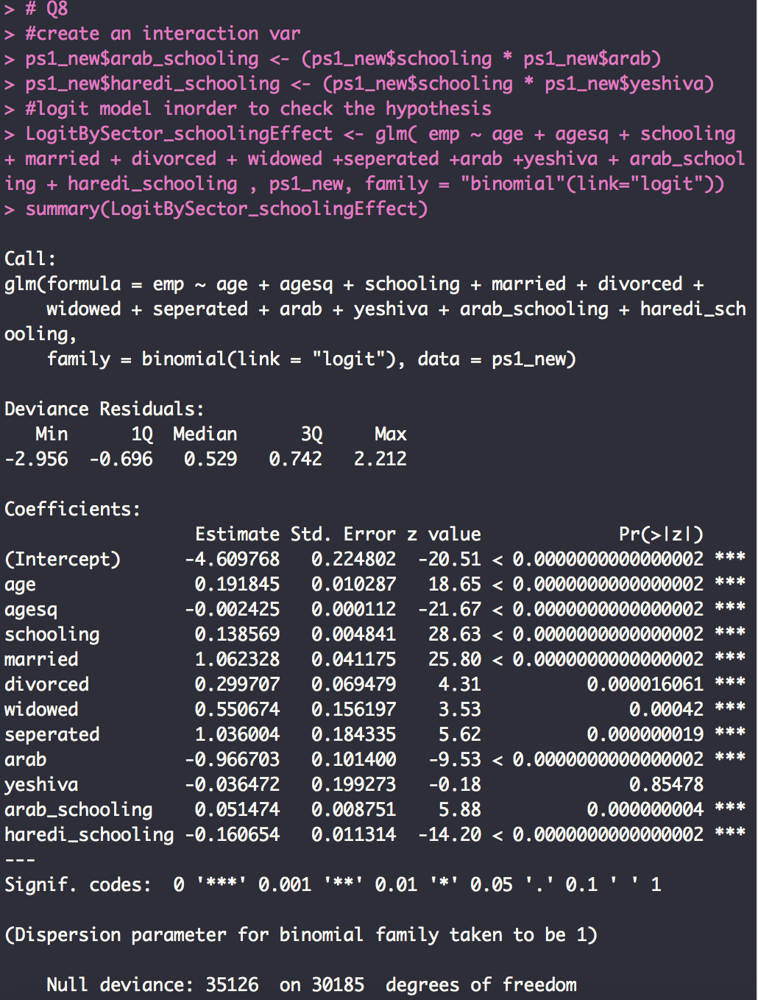 > # Q8
> #create an interaction var
> ps1_new$arab_schooling <- (ps1_new$schooling * ps1_new$arab)
> ps1_new$haredi_schooling <- (ps1_new$schooling * ps1_new$yeshiva)
> #logit model inorder to check the hypothesis
> LogitBySector_schoolingEffect <- glm( emp ~ age + agesq + schooling
+ married + divorced + widowed +seperated +arab +yeshiva + arab_school
ing + haredi_schooling , ps1_new, family = "binomial"(link="logit"))
> summary(LogitBySector_schoolingEffect)

Call:
glm(formula = emp ~ age + agesq + schooling + married + divorced +
    widowed + seperated + arab + yeshiva + arab_schooling + haredi_sch
ooling,
    family = binomial(link = "logit"), data = ps1_new)

Deviance Residuals:
   Min      1Q  Median      3Q     Max
-2.956  -0.696   0.529   0.742   2.212

Coefficients:
                  Estimate Std. Error z value             Pr(>|z|)
(Intercept)      -4.609768   0.224802  -20.51 < 0.0000000000000002 ***
age               0.191845   0.010287   18.65 < 0.0000000000000002 ***
agesq            -0.002425   0.000112  -21.67 < 0.0000000000000002 ***
schooling         0.138569   0.004841   28.63 < 0.0000000000000002 ***
married           1.062328   0.041175   25.80 < 0.0000000000000002 ***
divorced          0.299707   0.069479    4.31          0.000016061 ***
widowed           0.550674   0.156197    3.53              0.00042 ***
seperated         1.036004   0.184335    5.62          0.000000019 ***
arab             -0.966703   0.101400   -9.53 < 0.0000000000000002 ***
yeshiva          -0.036472   0.199273   -0.18              0.85478
arab_schooling    0.051474   0.008751    5.88          0.000000004 ***
haredi_schooling -0.160654   0.011314  -14.20 < 0.0000000000000002 ***
---
Signif. codes:  0 '***' 0.001 '**' 0.01 '*' 0.05 '.' 0.1 ' ' 1

(Dispersion parameter for binomial family taken to be 1)

    Null deviance: 35126  on 30185  degrees of freedom